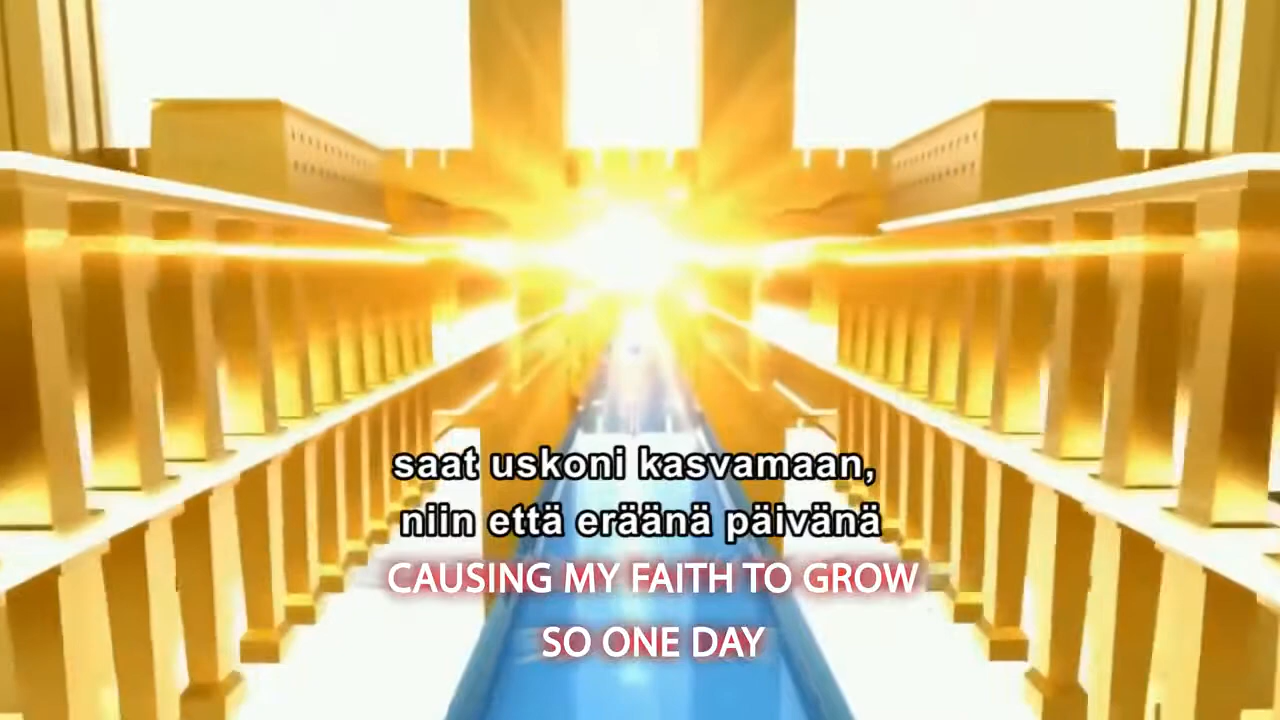 saat uskoni kasvamaan,
niin että eräänä päivänä
CAUSING MY FAITH TO GROW
SO ONE DAY